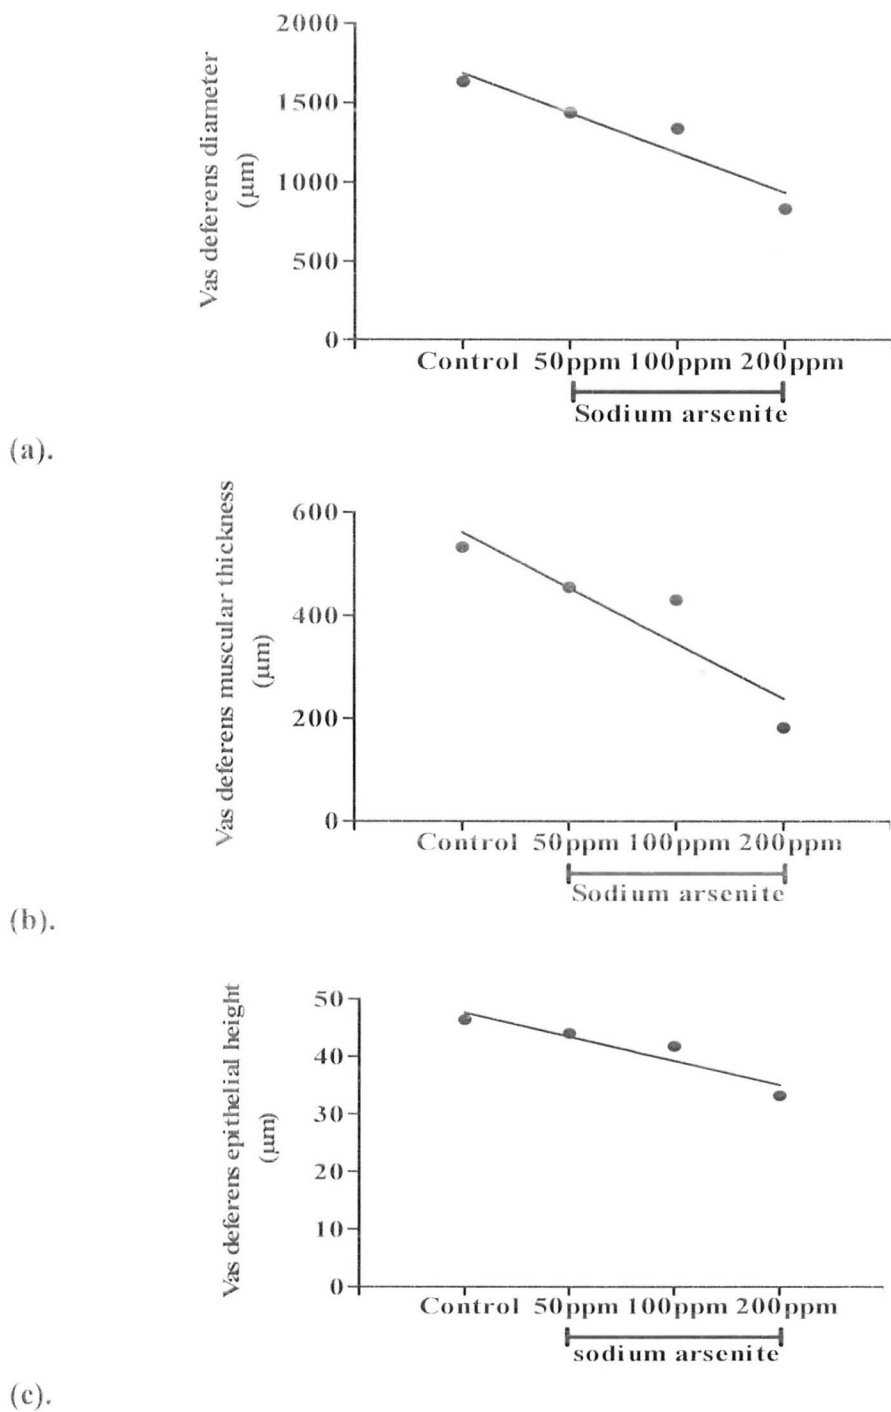 2000
1500
1000
500
0
Vas deferens diameter
(µm)
Control 50ppm 100ppm 200ppm
Sodium arsenite
(a).
600
400
200
0
Vas deferens muscular thickness
(µm)
Control 50ppm 100ppm 200ppm
Sodium arsenite
(b).
50
40
30
20
10
0
Vas deferens epithelial height
(µm)
Control 50ppm 100ppm 200ppm
sodium arsenite
(c).